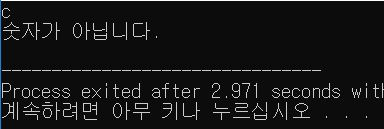 c
숫자가 아닙니다.
--------------------------------
Process exited after 2.971 seconds with
계속하려면 아무 키나 누르십시오 . . .